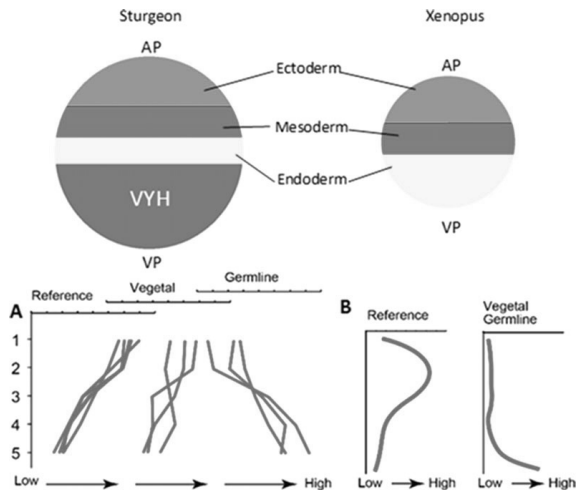 Sturgeon
Xenopus
AP
AP
Ectoderm
Mesoderm
Endoderm
VYH
VP
VP
A
Reference
Vegetal
Germline
1
2
3
4
5
Low
High
B
Reference
Vegetal
Germline
Low
High
Low
High